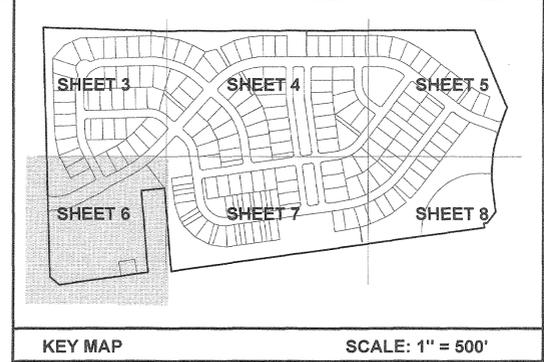 SHEET 3 SHEET 4 SHEET 5
SHEET 6 SHEET 7 SHEET 8
KEY MAP SCALE: 1" = 500'